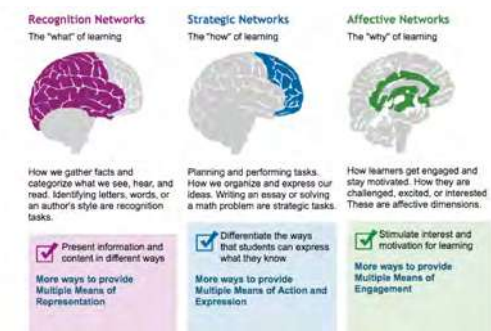 Recognition Networks
The "what" of learning
How we gather facts and
categorize what we see, hear, and
read. Identifying letters, words, or
an author's style are recognition
tasks.
Present information and
content in different ways
More ways to provide
Multiple Means of
Representation
Strategic Networks
The "how" of learning
Planning and performing tasks.
How we organize and express our
ideas. Writing an essay or solving
a math problem are strategic tasks.
Differentiate the ways
that students can express
what they know
More ways to provide
Multiple Means of Action and
Expression
Affective Networks
The "why" of learning
How learners get engaged and
stay motivated. How they are
challenged, excited, or interested
These are affective dimensions.
Stimulate interest and
motivation for learning
More ways to provide
Multiple Means of
Engagement